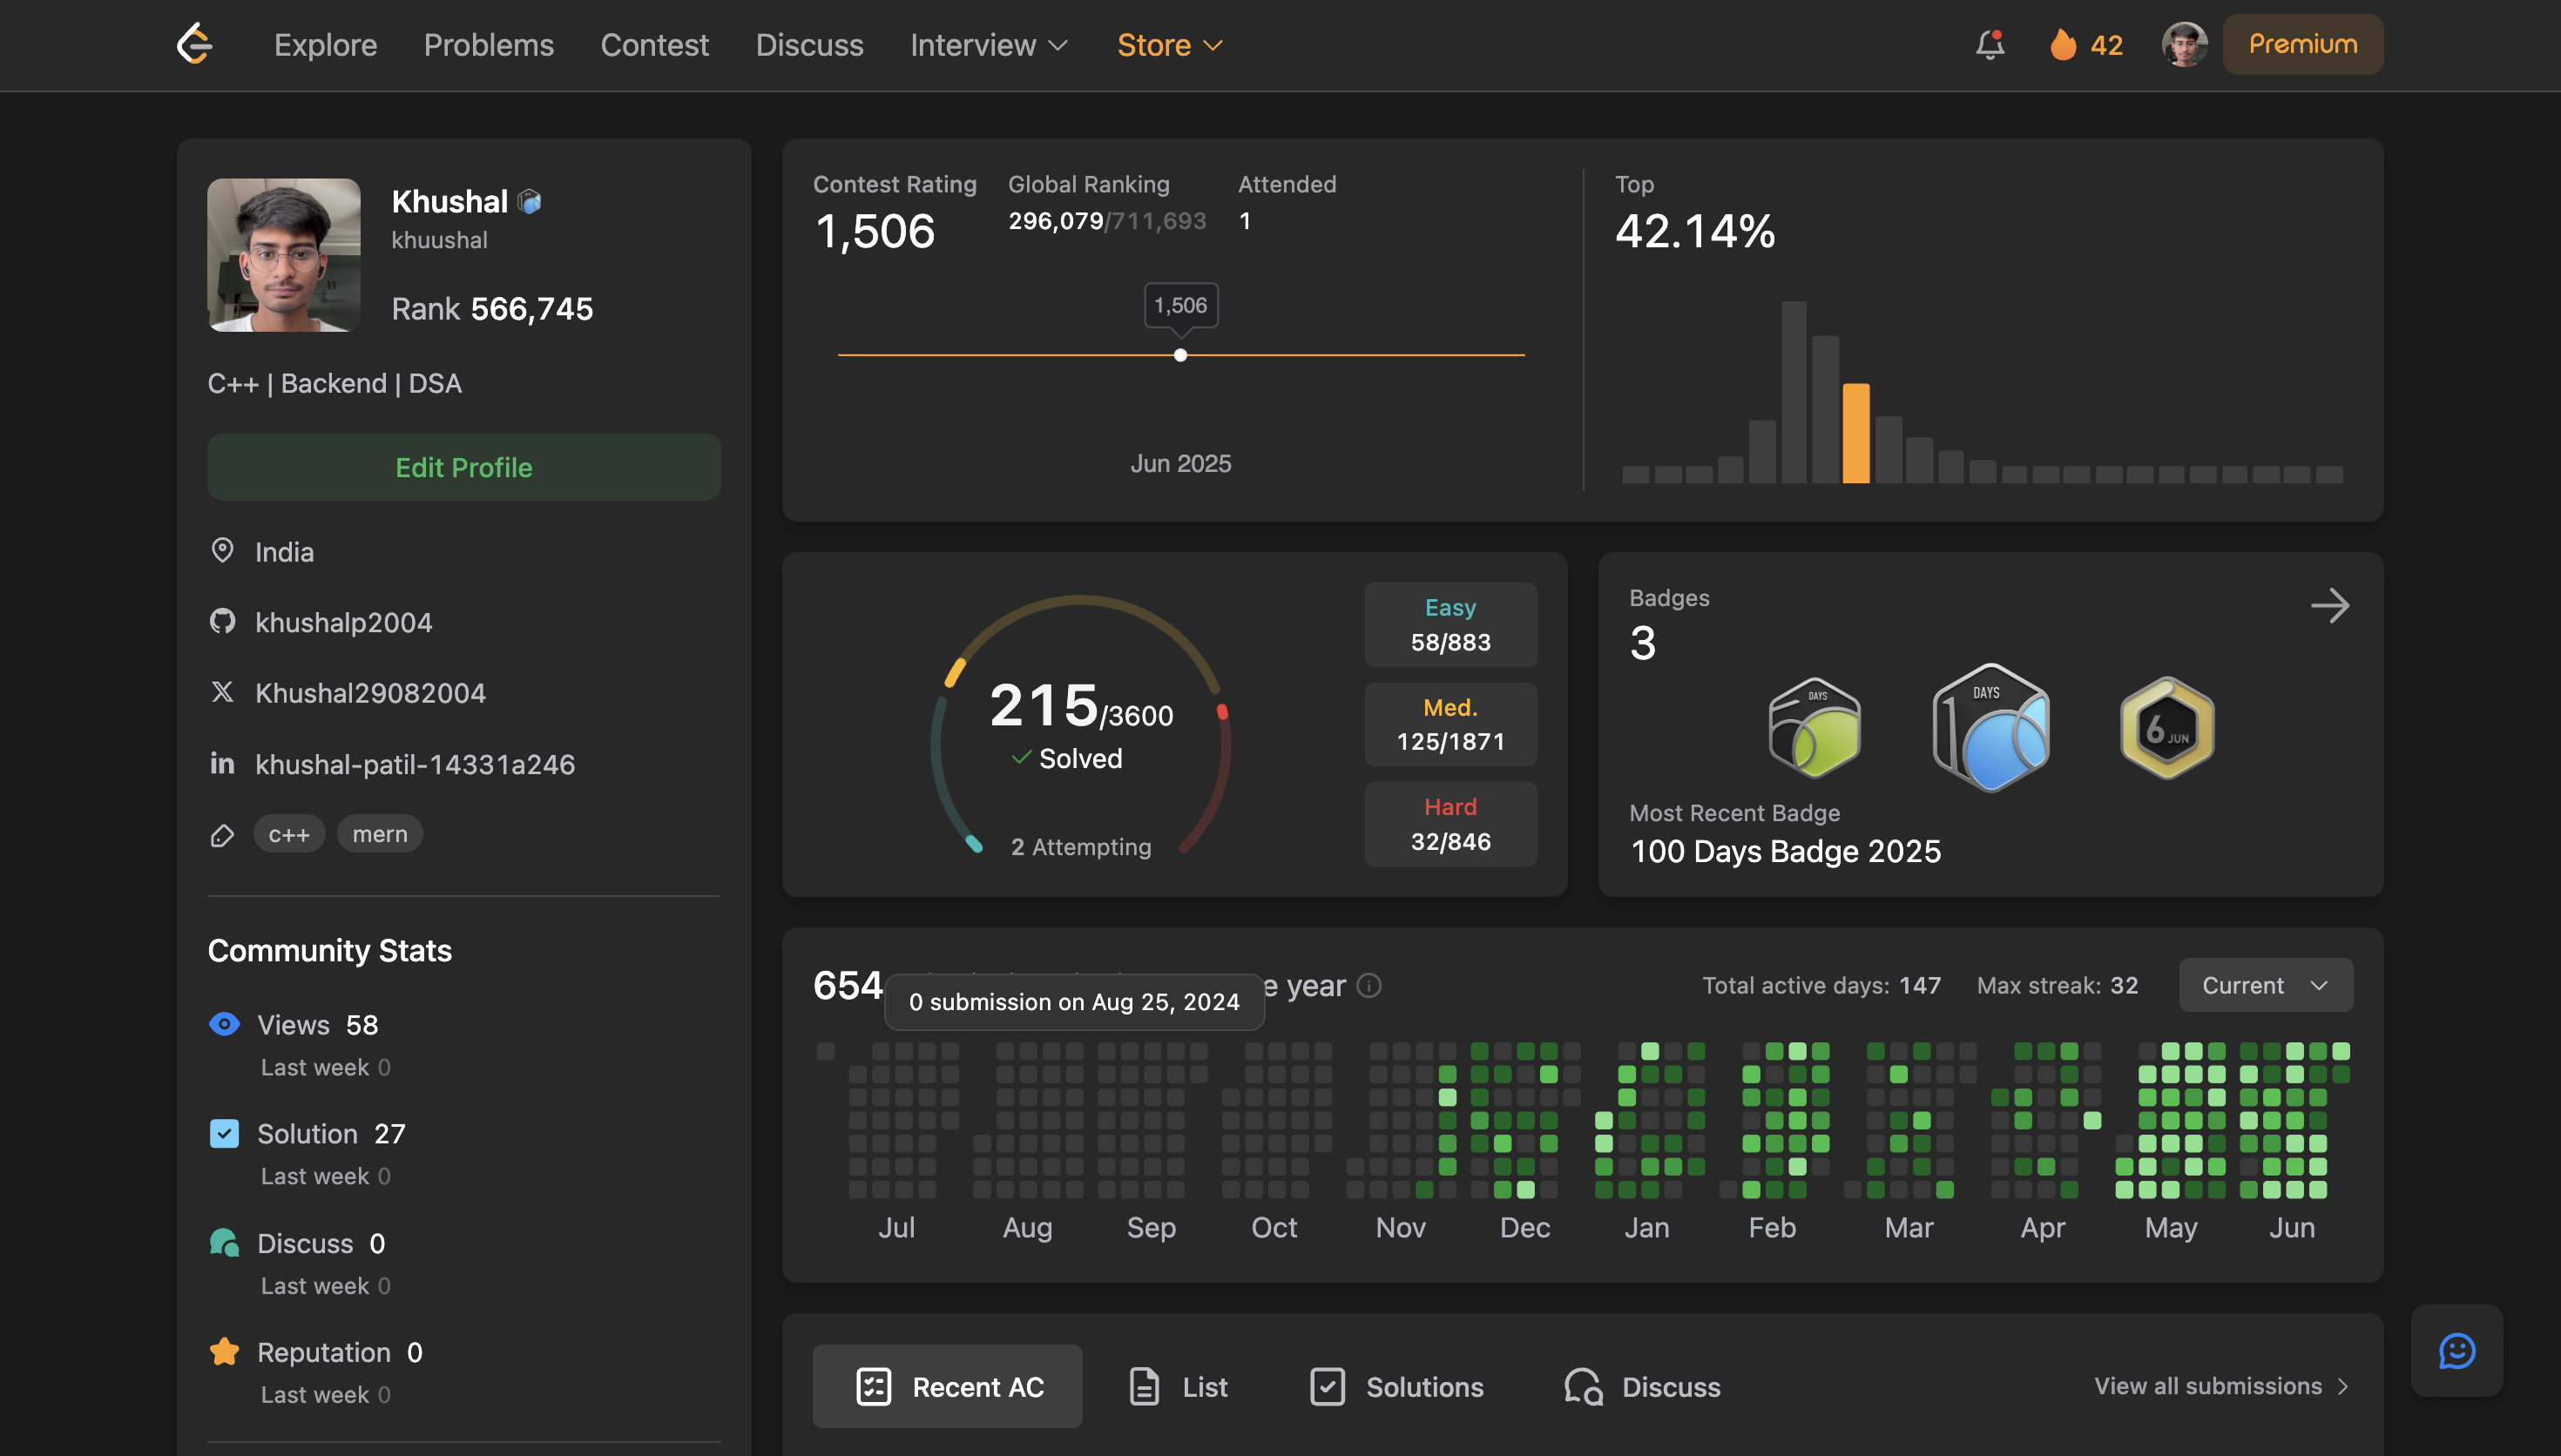 Explore Problems Contest Discuss Interview Store 42 Premium
Khushal
khuushal
Rank 566,745
C++ | Backend | DSA
Edit Profile
India
khushalp2004
Khushal29082004
khushal-patil-14331a246
c++ mern
Community Stats
Views 58
Last week 0
Solution 27
Last week 0
Discuss 0
Last week 0
Reputation 0
Last week 0
Contest Rating
1,506
Global Ranking
296,079/711,693
Attended
1
1,506
Jun 2025
Top
42.14%
215/3600
Solved
2 Attempting
Easy
58/883
Med.
125/1871
Hard
32/846
Badges
3
DAYS
DAYS
100
6 JUN
Most Recent Badge
100 Days Badge 2025
654 year
0 submission on Aug 25, 2024
Total active days: 147 Max streak: 32 Current
Jul Aug Sep Oct Nov Dec Jan Feb Mar Apr May Jun
Recent AC List Solutions Discuss View all submissions